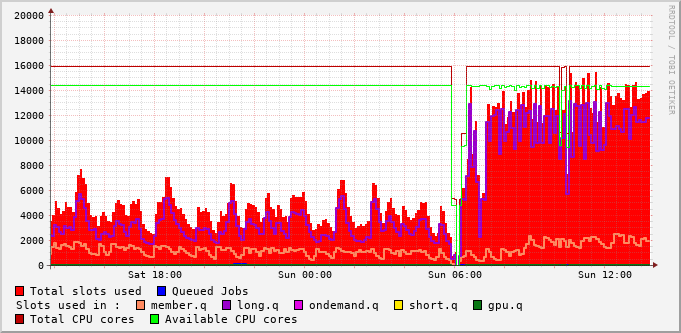 RRDTOOL / TOBI OETIKER
20000
18000
16000
14000
12000
10000
8000
6000
4000
2000
0
Sat 18:00 Sun 00:00 Sun 06:00 Sun 12:00
Total slots used Queued Jobs
Slots used in : member.q long.q ondemand.q short.q gpu.q
Total CPU cores Available CPU cores